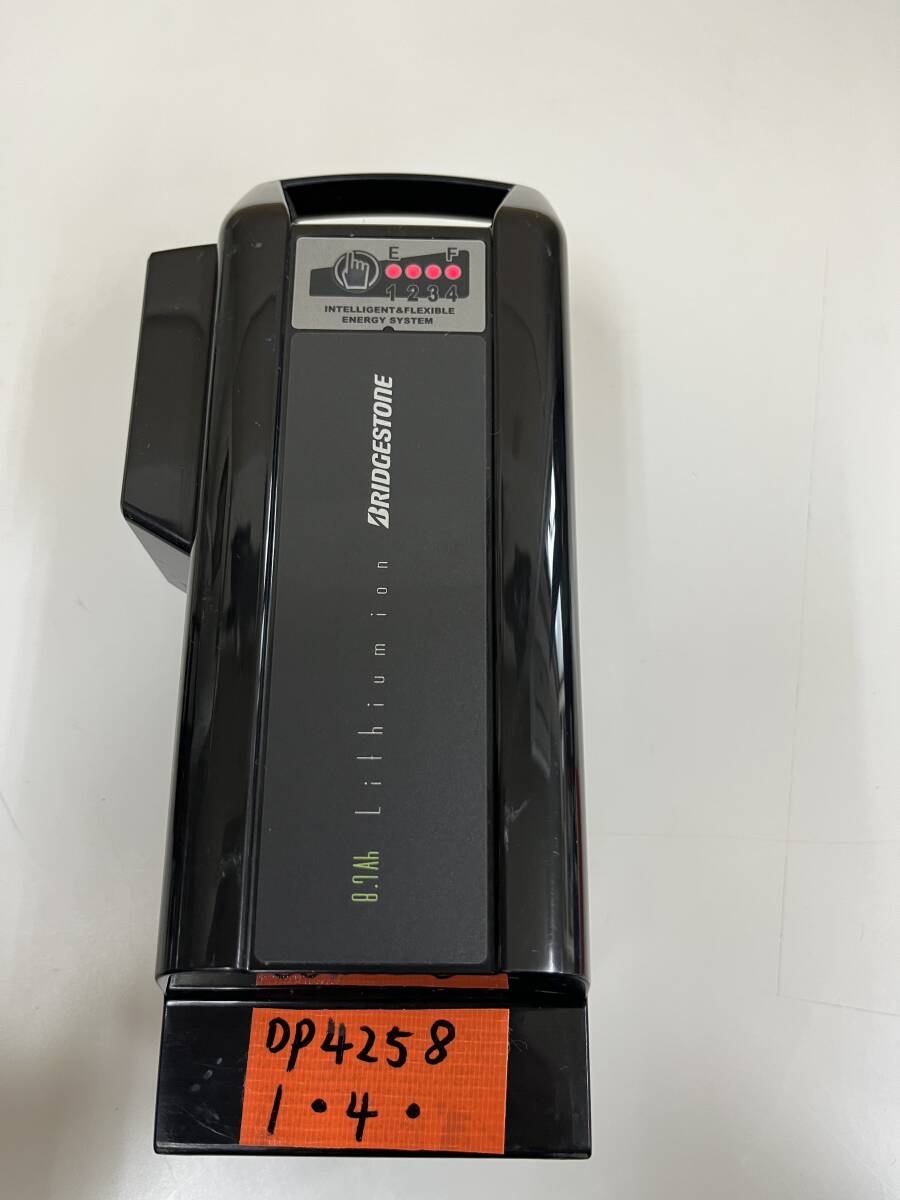 E F
1 2 3 4
INTELLIGENT&FLEXIBLE
ENERGY SYSTEM
BRIDGESTONE
8.7Ah Lithium ion
DP4258
1・4・